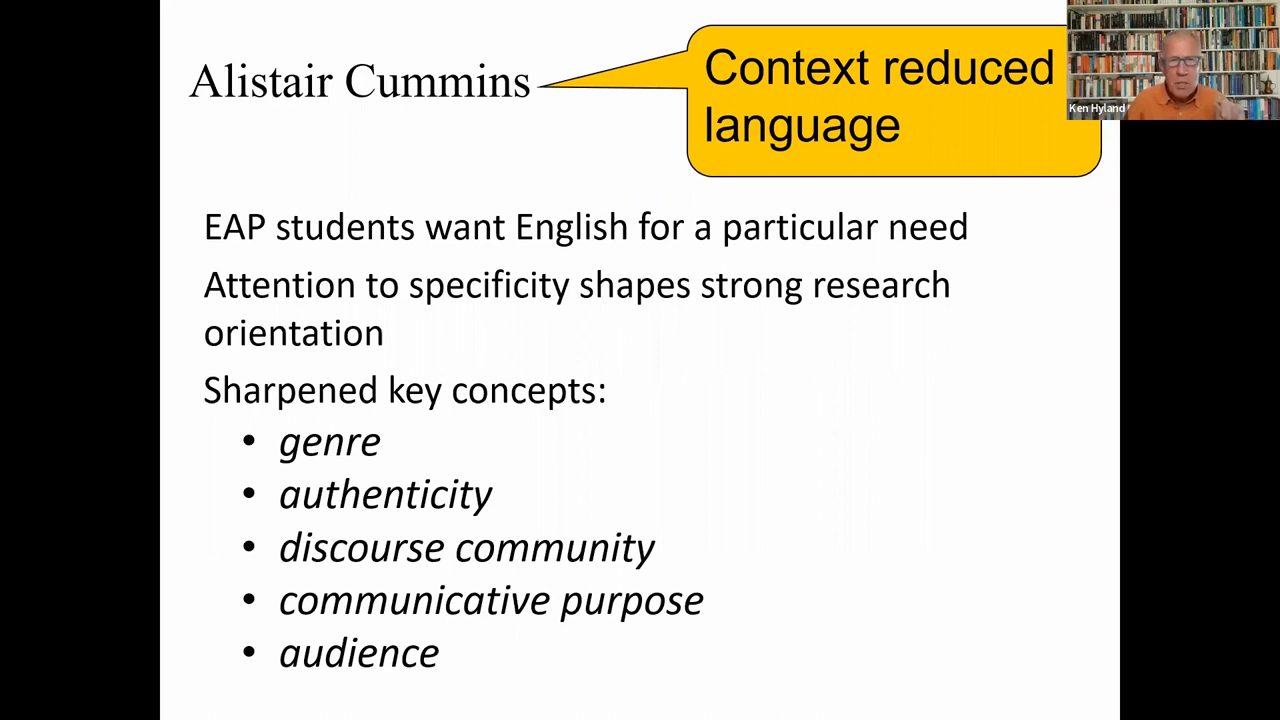 Alistair Cummins
Context reduced
language
Ken Hyland
EAP students want English for a particular need
Attention to specificity shapes strong research
orientation
Sharpened key concepts:
• genre
• authenticity
• discourse community
• communicative purpose
• audience